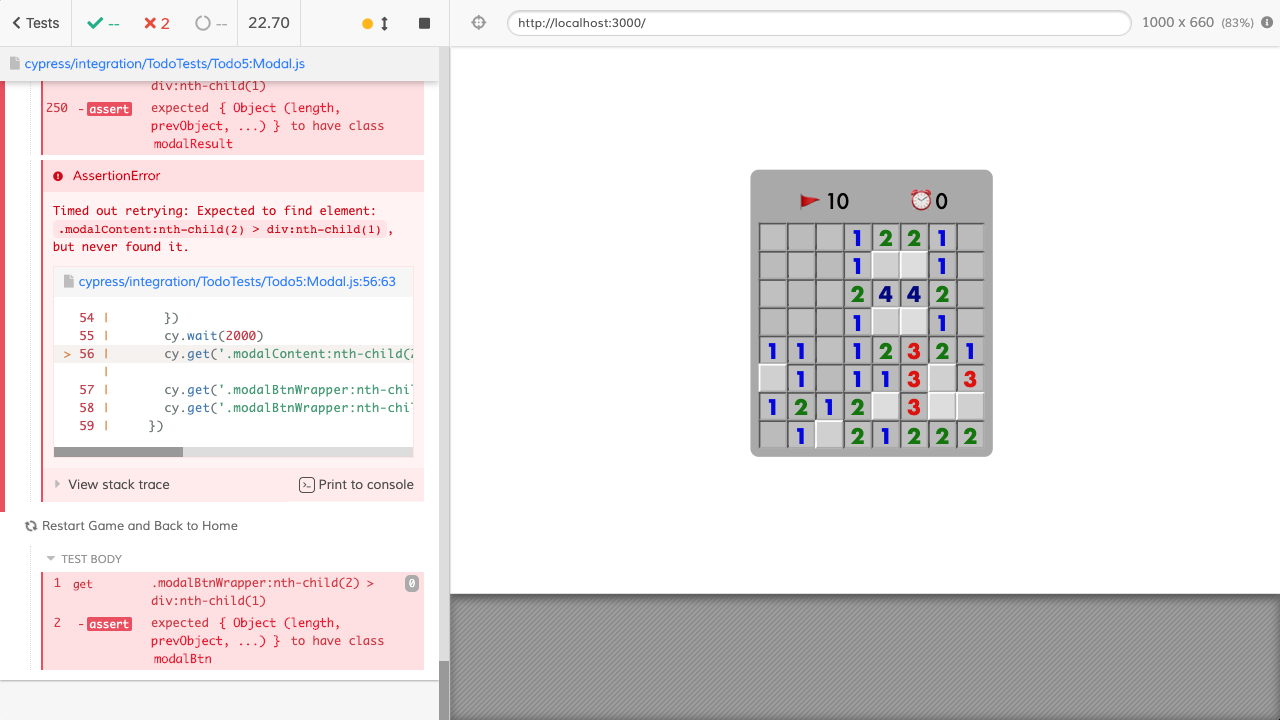 Tests -- 2 -- 22.70
http://localhost:3000/ 1000 x 660 (83%)
cypress/integration/TodoTests/Todo5:Modal.js
div:nth-child(1)
250 - assert expected { Object (length,
prevObject, ...) } to have class
modalResult
AssertionError
Timed out retrying: Expected to find element:
.modalContent:nth-child(2) > div:nth-child(1) ,
but never found it.
cypress/integration/TodoTests/Todo5:Modal.js:56:63
54 | })
55 | cy.wait(2000)
> 56 | cy.get('.modalContent:nth-child(2
|
57 | cy.get('.modalBtnWrapper:nth-chi
58 | cy.get('.modalBtnWrapper:nth-chi
59 | })
View stack trace Print to console
Restart Game and Back to Home
TEST BODY
1 get .modalBtnWrapper:nth-child(2) > 0
div:nth-child(1)
2 - assert expected { Object (length,
prevObject, ...) } to have class
modalBtn
10 0
1 2 2 1
1 1
2 4 4 2
1 1
1 1 1 2 3 2 1
1 1 1 3 3
1 2 1 2 3
1 2 1 2 2 2